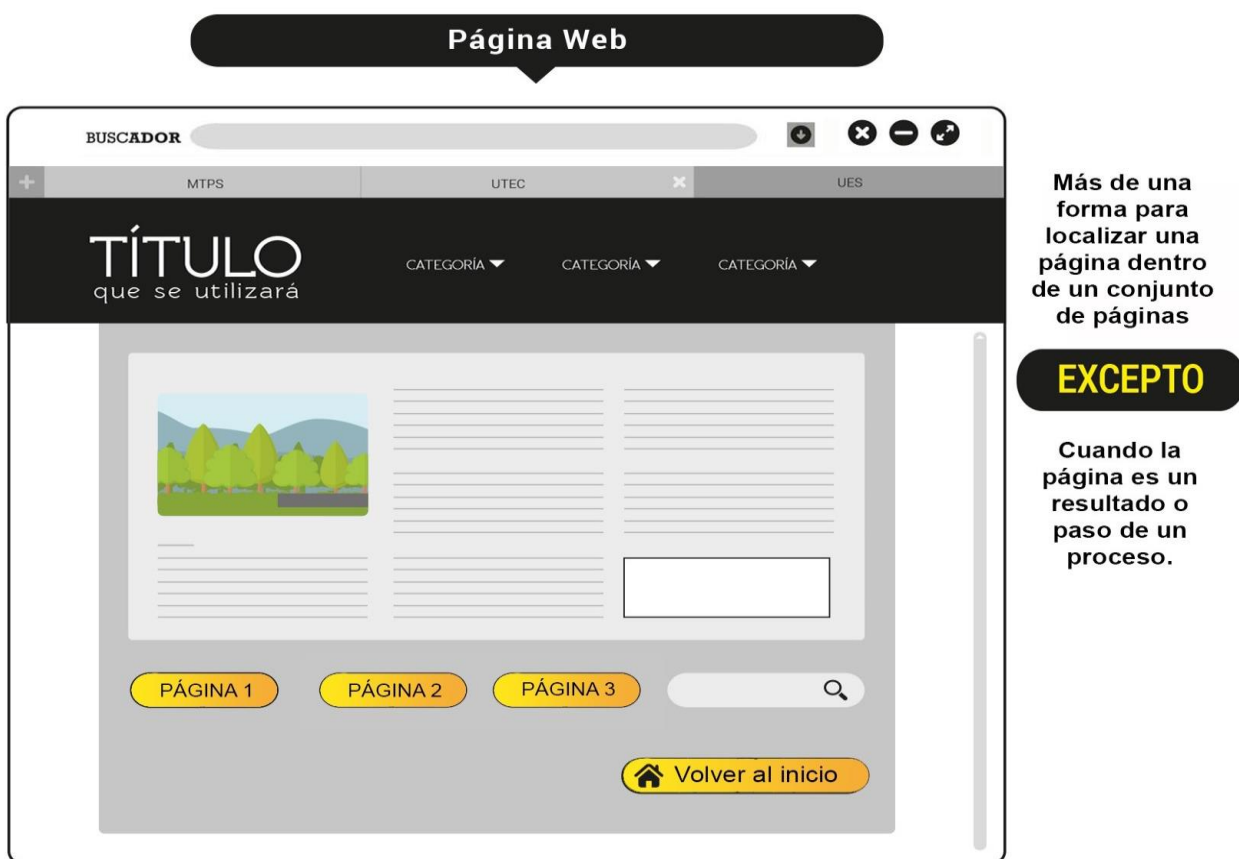 Página Web
BUSCADOR
MTPS
UTEC
UES
TÍTULO
que se utilizará
CATEGORÍA
CATEGORÍA
CATEGORÍA
Más de una
forma para
localizar una
página dentro
de un conjunto
de páginas
EXCEPTO
Cuando la
página es un
resultado o
paso de un
proceso.
PÁGINA 1
PÁGINA 2
PÁGINA 3
Volver al inicio